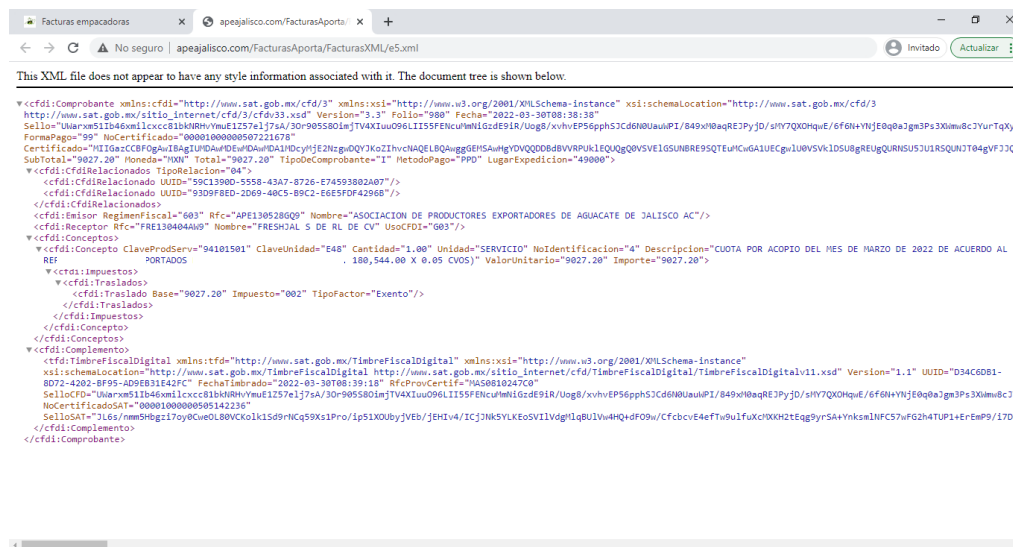 Facturas empacadoras
apeajalisco.com/FacturasAporta/
No seguro | apeajalisco.com/FacturasAporta/FacturasXML/e5.xml
Invitado
Actualizar
This XML file does not appear to have any style information associated with it. The document tree is shown below.
<cfdi:Comprobante xmlns:cfdi="http://www.sat.gob.mx/cfd/3" xmlns:xsi="http://www.w3.org/2001/XMLSchema-instance" xsi:schemaLocation="http://www.sat.gob.mx/cfd/3
http://www.sat.gob.mx/sitio_internet/cfd/3/cfdv33.xsd" Version="3.3" Folio="980" Fecha="2022-03-30T08:38:38"
FormaPago="99" NoCertificado="00001000000507221678"
SubTotal="9027.20" Moneda="MXN" Total="9027.20" TipoDeComprobante="I" MetodoPago="PPD" LugarExpedicion="49000">
<cfdi:CfdiRelacionados TipoRelacion="04">
<cfdi:CfdiRelacionado UUID="59C1390D-5558-43A7-8726-E74593802A07"/>
<cfdi:CfdiRelacionado UUID="93D9F8ED-2D69-40C5-B9C2-E6E5FDF4296B"/>
</cfdi:CfdiRelacionados>
<cfdi:Emisor RegimenFiscal="603" Rfc="APE130528GQ9" Nombre="ASOCIACION DE PRODUCTORES EXPORTADORES DE AGUACATE DE JALISCO AC"/>
<cfdi:Receptor Rfc="FRE130404AW9" Nombre="FRESHJAL S DE RL DE CV" UsoCFDI="G03"/>
<cfdi:Conceptos>
<cfdi:Concepto ClaveProdServ="94101501" ClaveUnidad="E48" Cantidad="1.00" Unidad="SERVICIO" NoIdentificacion="4" Descripcion="CUOTA POR ACOPIO DEL MES DE MARZO DE 2022 DE ACUERDO AL
PORTADOS . 180,544.00 X 0.05 CVOS)" ValorUnitario="9027.20" Importe="9027.20">
<cfdi:Impuestos>
<cfdi:Traslados>
<cfdi:Traslado Base="9027.20" Impuesto="002" TipoFactor="Exento"/>
</cfdi:Traslados>
</cfdi:Impuestos>
</cfdi:Concepto>
</cfdi:Conceptos>
<cfdi:Complemento>
<tfd:TimbreFiscalDigital xmlns:tfd="http://www.sat.gob.mx/TimbreFiscalDigital" xmlns:xsi="http://www.w3.org/2001/XMLSchema-instance"
xsi:schemaLocation="http://www.sat.gob.mx/TimbreFiscalDigital http://www.sat.gob.mx/sitio_internet/cfd/TimbreFiscalDigital/TimbreFiscalDigitalv11.xsd" Version="1.1" UUID="D34C6DB1-
8D72-4202-BF95-AD9EB31E42FC" FechaTimbrado="2022-03-30T08:39:18" RfcProvCertif="MAS0810247C0"
NoCertificadoSAT="00001000000505142236"
</cfdi:Complemento>
</cfdi:Comprobante>